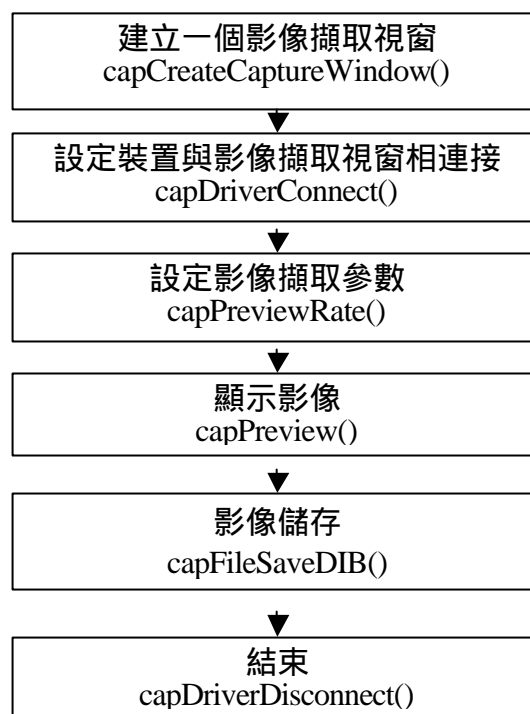 建立一個影像擷取視窗
capCreateCaptureWindow()
設定裝置與影像擷取視窗相連接
capDriverConnect()
設定影像擷取參數
capPreviewRate()
顯示影像
capPreview()
影像儲存
capFileSaveDIB()
結束
capDriverDisconnect()